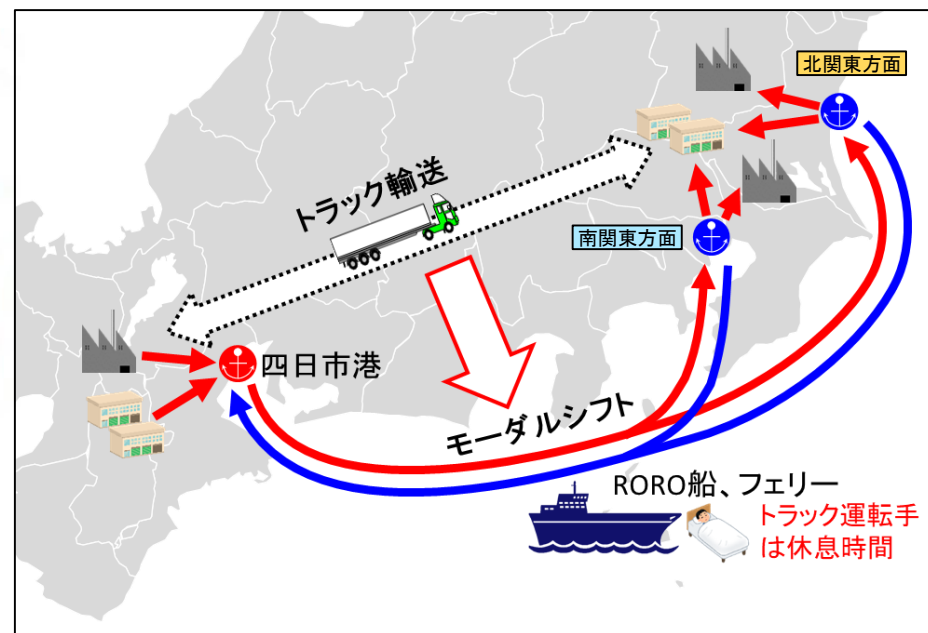 北関東方面
トラック輸送
南関東方面
四日市港
モーダルシフト
RORO船、フェリー
トラック運転手
は休息時間